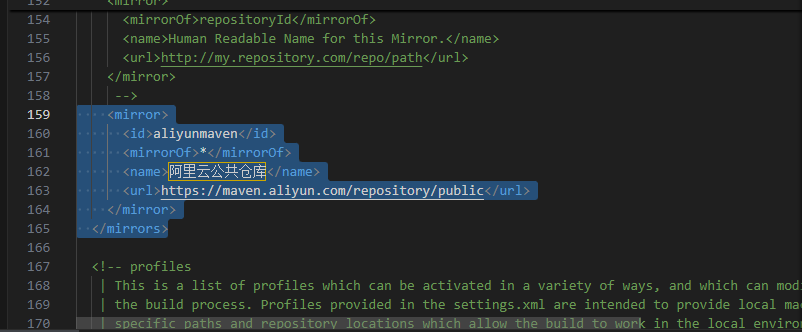 152 <mirror>
154 <mirrorOf>repositoryId</mirrorOf>
155 <name>Human Readable Name for this Mirror.</name>
156 <url>http://my.repository.com/repo/path</url>
157 </mirror>
158 -->
159 <mirror>
160 <id>aliyunmaven</id>
161 <mirrorOf>*</mirrorOf>
162 <name>阿里云公共仓库</name>
163 <url>https://maven.aliyun.com/repository/public</url>
164 </mirror>
165 </mirrors>
166
167 <!-- profiles
168 | This is a list of profiles which can be activated in a variety of ways, and which can modi
169 | the build process. Profiles provided in the settings.xml are intended to provide local mac
170 | specific paths and repository locations which allow the build to work in the local environ